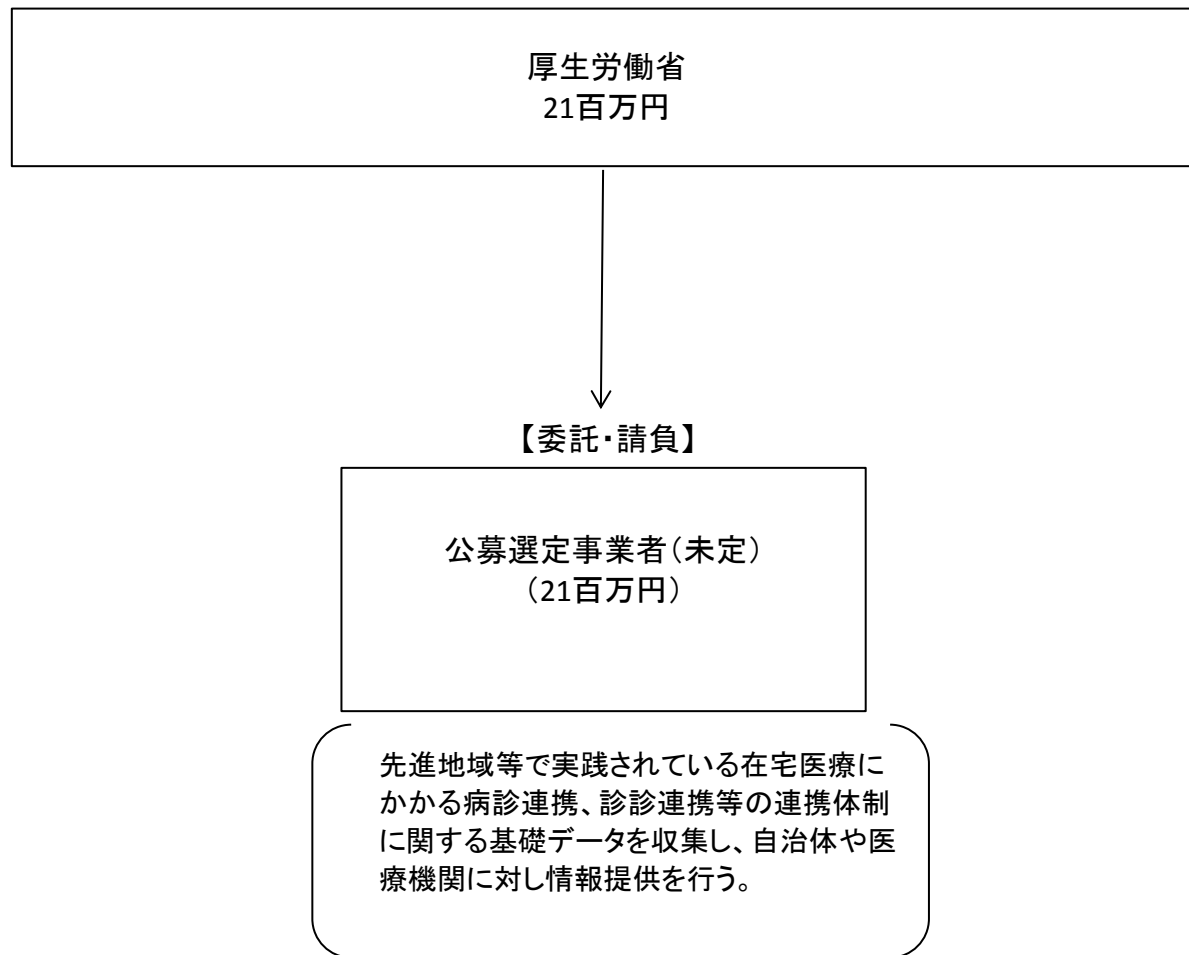 厚生労働省
21百万円
【委託・請負】
公募選定事業者（未定）
（21百万円）
先進地域等で実践されている在宅医療に
かかる病診連携、診診連携等の連携体制
に関する基礎データを収集し、自治体や医
療機関に対し情報提供を行う。